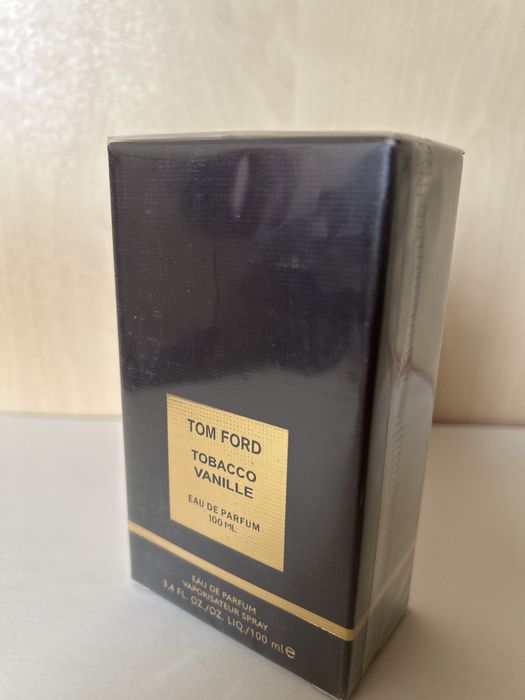 TOM FORD
TOBACCO
VANILLE
EAU DE PARFUM
100 ML
EAU DE PARFUM
VAPORISATEUR SPRAY
3.4 FL. OZ./OZ. LIQ./100 ml℮